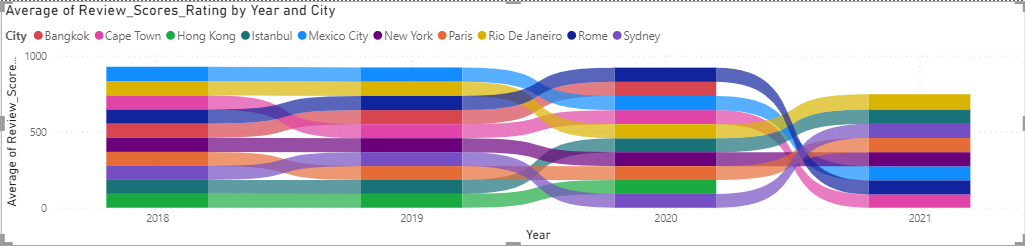 Average of Review_Scores_Rating by Year and City
City Bangkok Cape Town Hong Kong Istanbul Mexico City New York Paris Rio De Janeiro Rome Sydney
Average of Review_Score...
1000
500
0
2018 2019 2020 2021
Year